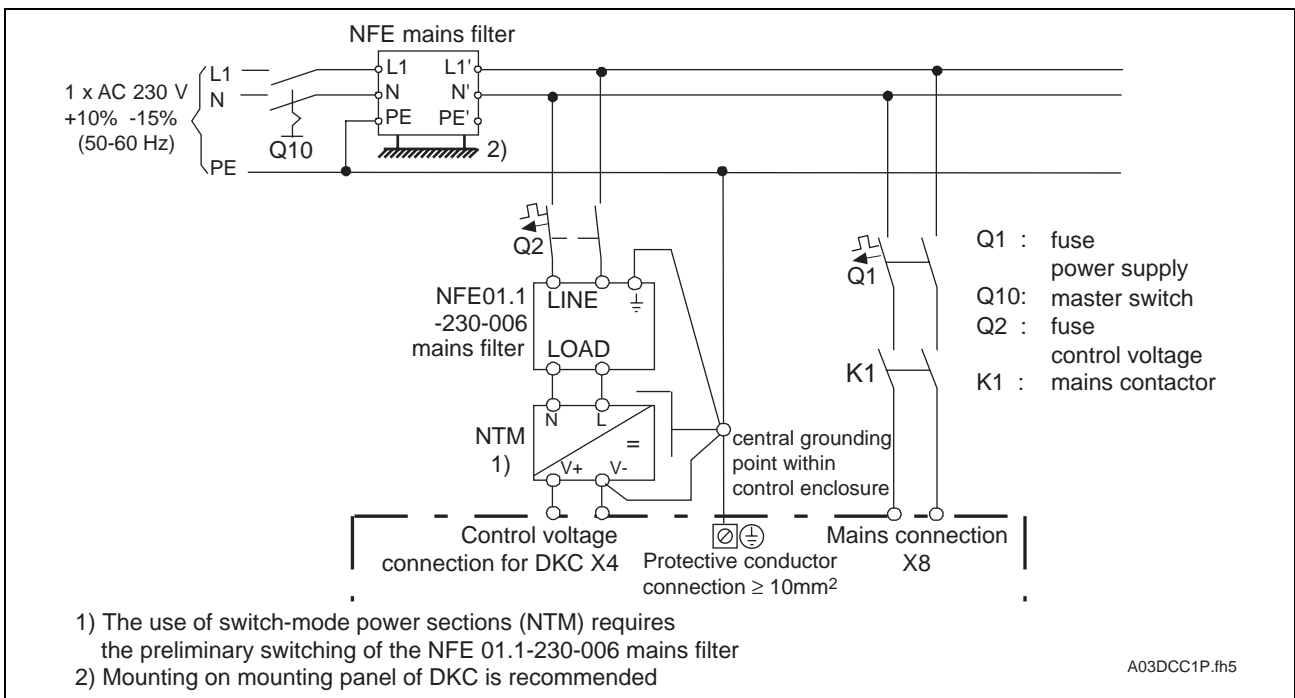 NFE mains filter
L1
N
PE
1 x AC 230 V
+10% -15%
(50-60 Hz)
Q10
L1 L1'
N N'
PE PE'
2)
Q2
NFE01.1
-230-006
mains filter
LINE
LOAD
NTM
1)
N L
=
V+ V-
central grounding
point within
control enclosure
Q1
K1
Q1 : fuse
power supply
Q10: master switch
Q2 : fuse
control voltage
K1 : mains contactor
Control voltage
connection for DKC X4
Protective conductor
connection ≥ 10mm²
Mains connection
X8
1) The use of switch-mode power sections (NTM) requires
the preliminary switching of the NFE 01.1-230-006 mains filter
2) Mounting on mounting panel of DKC is recommended
A03DCC1P.fh5